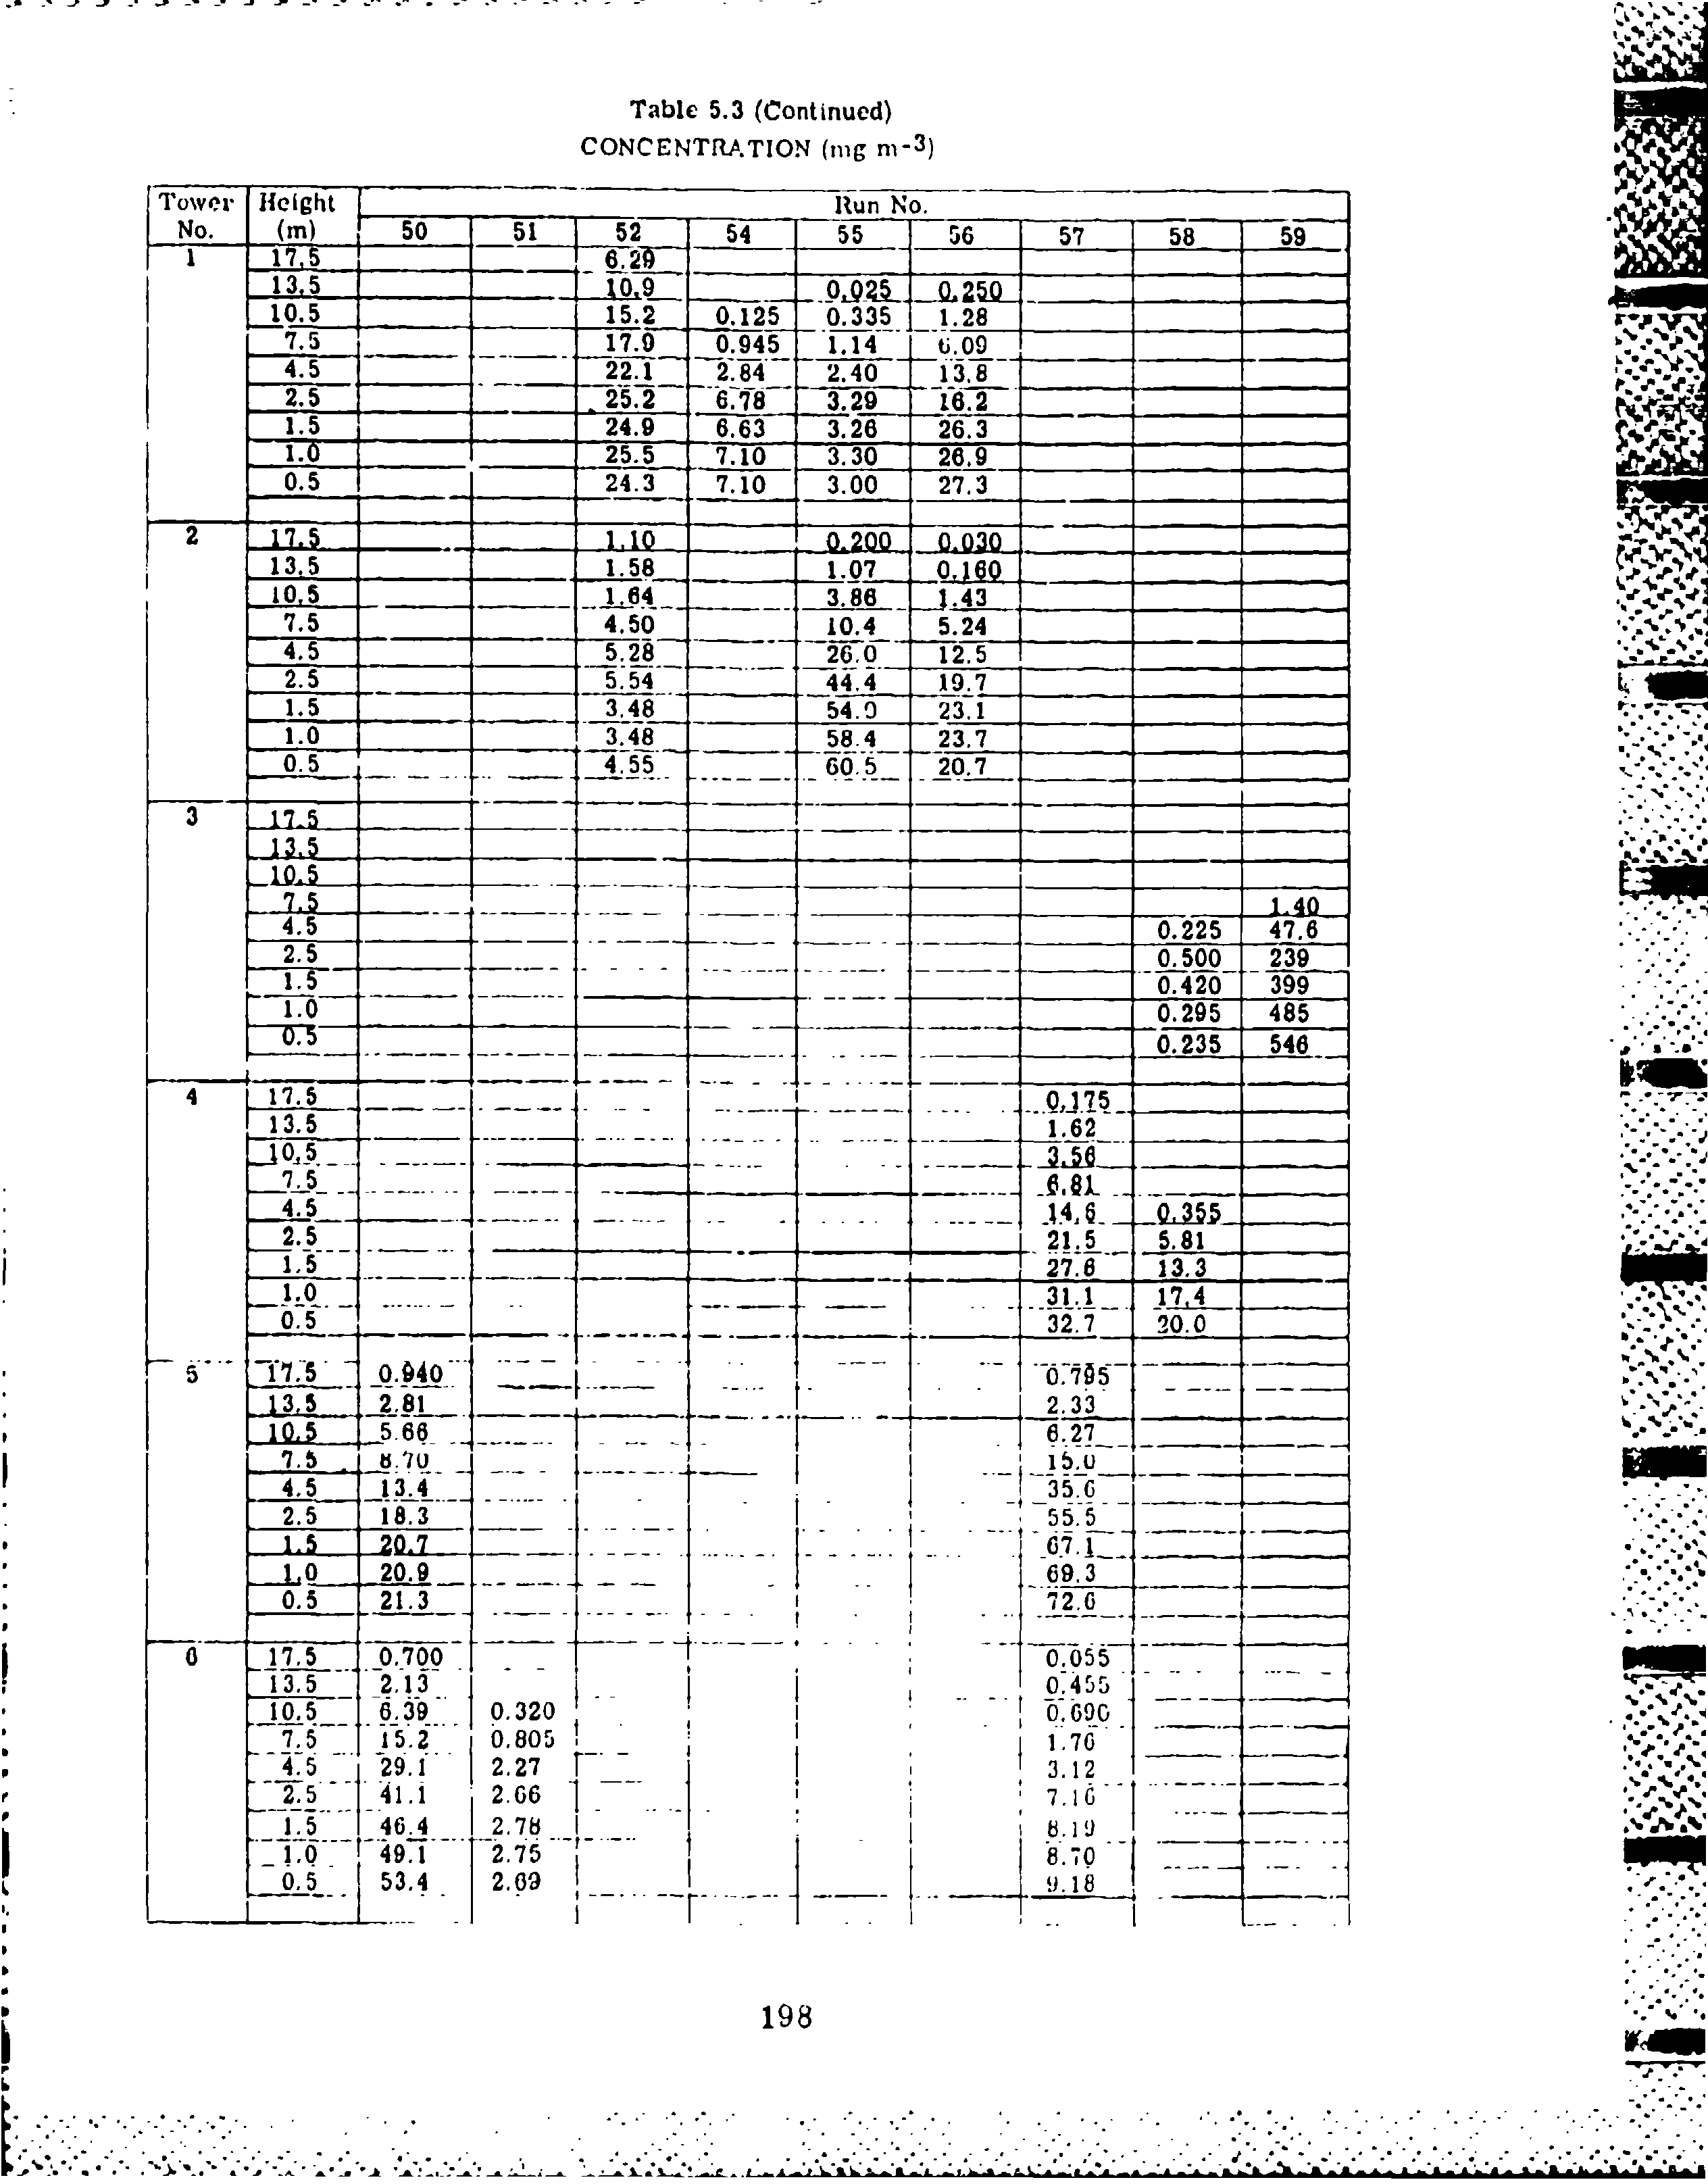 Table 5.3 (Continued)
CONCENTRATION (mg m-3)
Tower Height Run No.
No. (m) 50 51 52 54 55 56 57 58 59
1 17.5 6.29
13.5 10.9 0.025 0.250
10.5 15.2 0.125 0.335 1.28
7.5 17.9 0.945 1.14 6.09
4.5 22.1 2.84 2.40 13.8
2.5 25.2 6.78 3.29 16.2
1.5 24.9 6.63 3.26 26.3
1.0 25.5 7.10 3.30 26.9
0.5 24.3 7.10 3.00 27.3
2 17.5 1.10 0.200 0.030
13.5 1.58 1.07 0.160
10.5 1.64 3.86 1.43
7.5 4.50 10.4 5.24
4.5 5.28 26.0 12.5
2.5 5.54 44.4 19.7
1.5 3.48 54.0 23.1
1.0 3.48 58.4 23.7
0.5 4.55 60.5 20.7
3 17.5
13.5
10.5
7.5 1.40
4.5 0.225 47.6
2.5 0.500 239
1.5 0.420 399
1.0 0.295 485
0.5 0.235 546
4 17.5 0.175
13.5 1.62
10.5 3.56
7.5 6.81
4.5 14.6 0.355
2.5 21.5 5.81
1.5 27.6 13.3
1.0 31.1 17.4
0.5 32.7 20.0
5 17.5 0.940 0.795
13.5 2.81 2.33
10.5 5.66 6.27
7.5 8.70 15.0
4.5 13.4 35.6
2.5 18.3 55.5
1.5 20.7 67.1
1.0 20.9 69.3
0.5 21.3 72.6
6 17.5 0.700 0.055
13.5 2.13 0.455
10.5 6.39 0.320 0.690
7.5 15.2 0.805 1.76
4.5 29.1 2.27 3.12
2.5 41.1 2.66 7.16
1.5 46.4 2.78 8.19
1.0 49.1 2.75 8.70
0.5 53.4 2.69 9.18
198